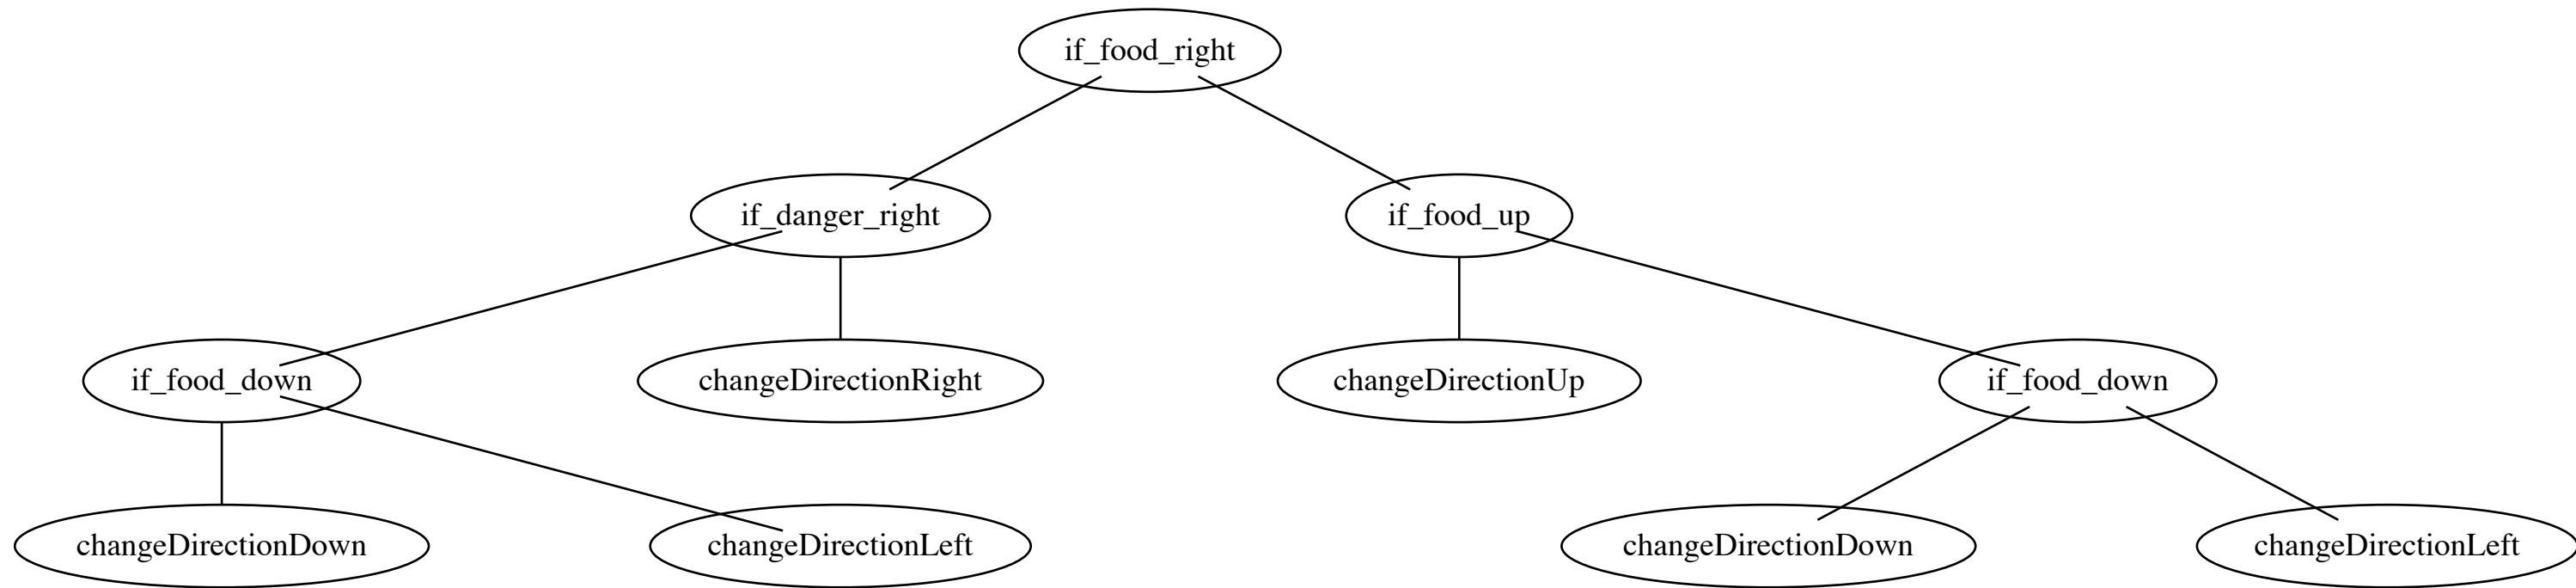 if_food_right
if_danger_right
if_food_up
if_food_down
changeDirectionRight
changeDirectionUp
if_food_down
changeDirectionDown
changeDirectionLeft
changeDirectionDown
changeDirectionLeft